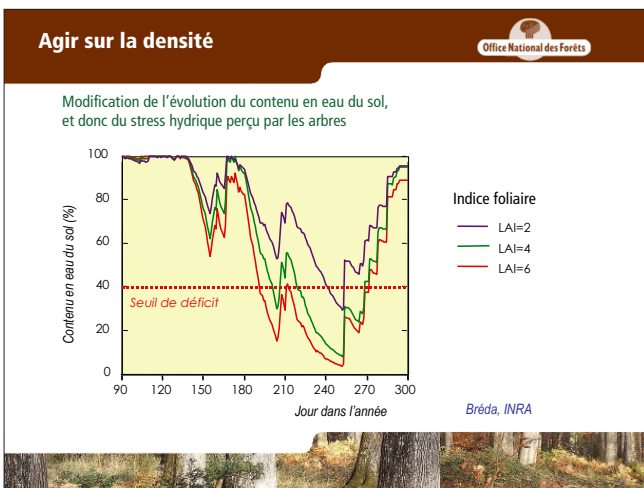 Agir sur la densité
Office National des Forêts
Modification de l'évolution du contenu en eau du sol,
et donc du stress hydrique perçu par les arbres
Contenu en eau du sol (%)
100
80
60
40
20
0
Seuil de déficit
90 120 150 180 210 240 270 300
Jour dans l'année
Indice foliaire
LAI=2
LAI=4
LAI=6
Bréda, INRA